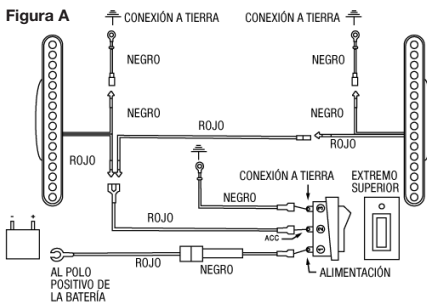 Figura A
CONEXIÓN A TIERRA
CONEXIÓN A TIERRA
NEGRO
NEGRO
NEGRO
NEGRO
ROJO
ROJO
ROJO
CONEXIÓN A TIERRA
EXTREMO
SUPERIOR
NEGRO
ROJO
ACC
- +
ROJO
NEGRO
ALIMENTACIÓN
AL POLO
POSITIVO DE
LA BATERÍA